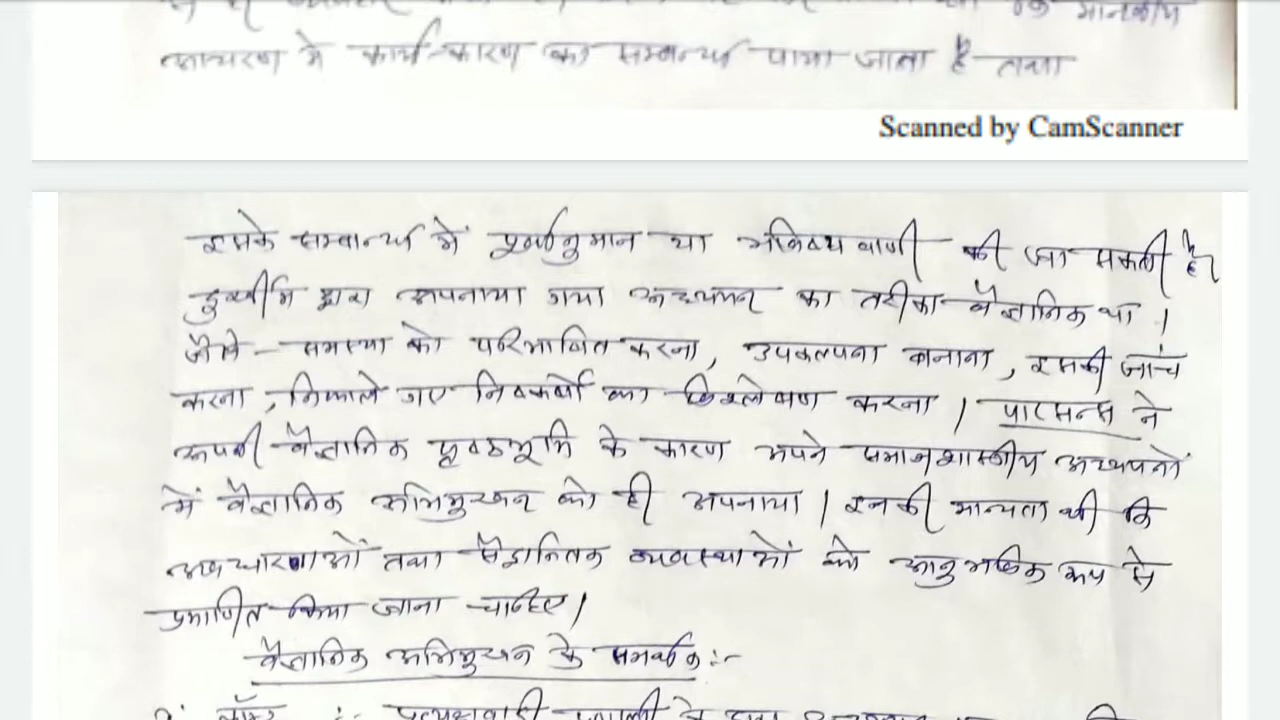 मानवीय
आचरण में कार्य-कारण का सम्बन्ध पाया जाता है तथा
Scanned by CamScanner
इसके सम्बन्ध में पूर्वानुमान या भविष्यवाणी की जा सकती है।
दुर्खीम द्वारा अपनाया गया अध्ययन का तरीका वैज्ञानिक था।
जैसे - समस्या को परिभाषित करना, उपकल्पना बनाना, इसकी जांच
करना, निकाले गए निष्कर्षों का विश्लेषण करना। पारसन्स ने
अपनी वैज्ञानिक पृष्ठभूमि के कारण अपने समाजशास्त्रीय अध्ययनों
में वैज्ञानिक अभिमुखन को ही अपनाया। इनकी मान्यता थी कि
अवधारणाओं तथा सैद्धान्तिक व्यवस्थाओं को आनुभविक रूप से
प्रमाणित किया जाना चाहिए।
वैज्ञानिक अभिमुखन के समर्थक:-